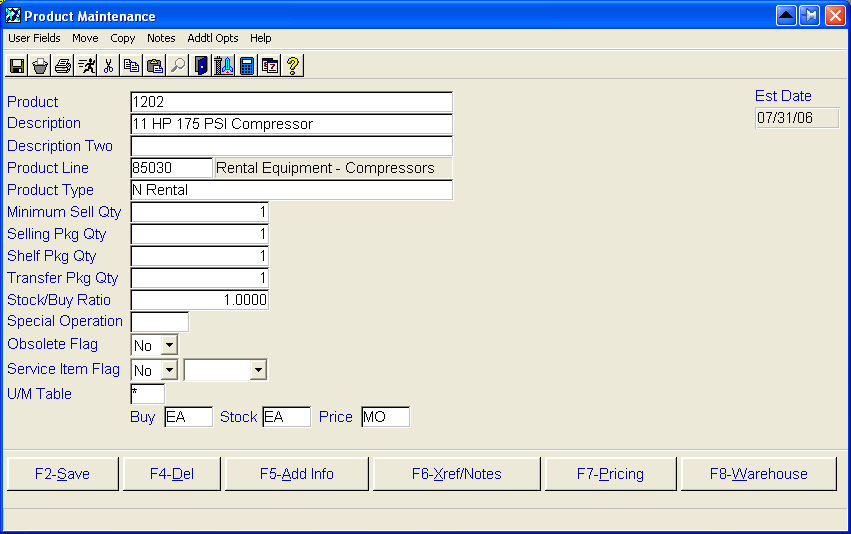 Product Maintenance
User Fields Move Copy Notes Addtl Opts Help
Est Date
07/31/06
Product 1202
Description 11 HP 175 PSI Compressor
Description Two
Product Line 85030 Rental Equipment - Compressors
Product Type N Rental
Minimum Sell Qty 1
Selling Pkg Qty 1
Shelf Pkg Qty 1
Transfer Pkg Qty 1
Stock/Buy Ratio 1.0000
Special Operation
Obsolete Flag No
Service Item Flag No
U/M Table *
Buy EA Stock EA Price MO
F2-Save F4-Del F5-Add Info F6-Xref/Notes F7-Pricing F8-Warehouse